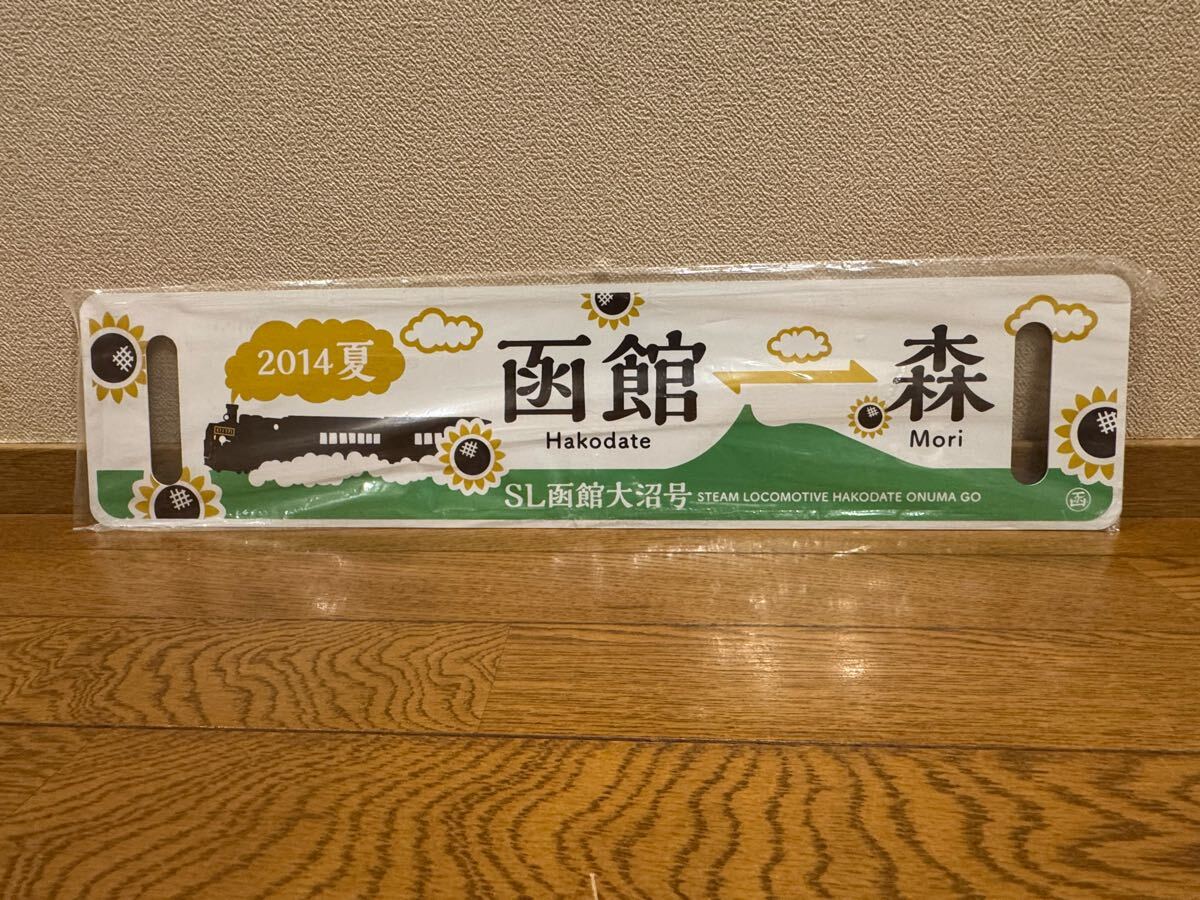 2014夏
函館
Hakodate
森
Mori
SL函館大沼号 STEAM LOCOMOTIVE HAKODATE ONUMA GO
函